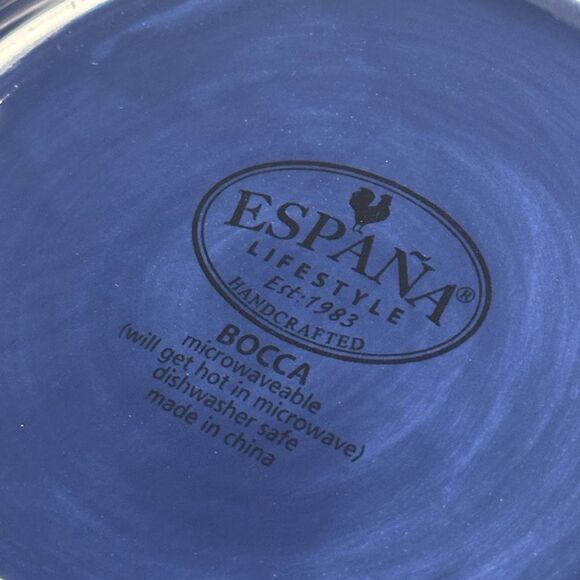 ESPAÑA®
LIFESTYLE
Est: 1983
HANDCRAFTED
BOCCA
microwaveable
(will get hot in microwave)
dishwasher safe
made in china